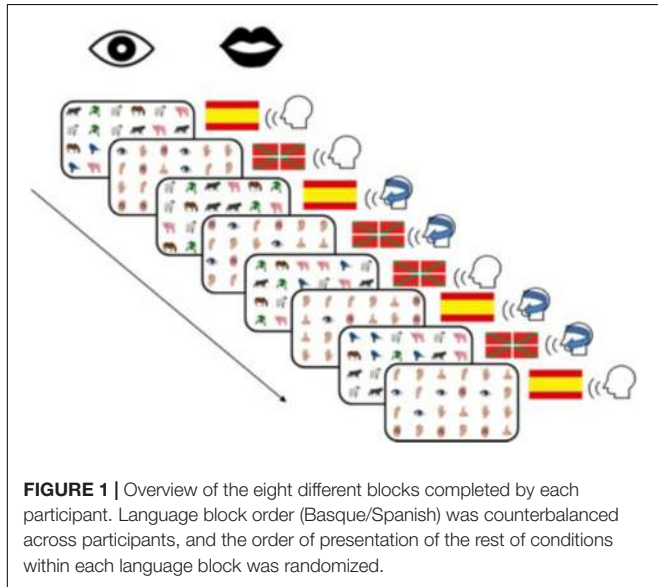 FIGURE 1 | Overview of the eight different blocks completed by each
participant. Language block order (Basque/Spanish) was counterbalanced
across participants, and the order of presentation of the rest of conditions
within each language block was randomized.